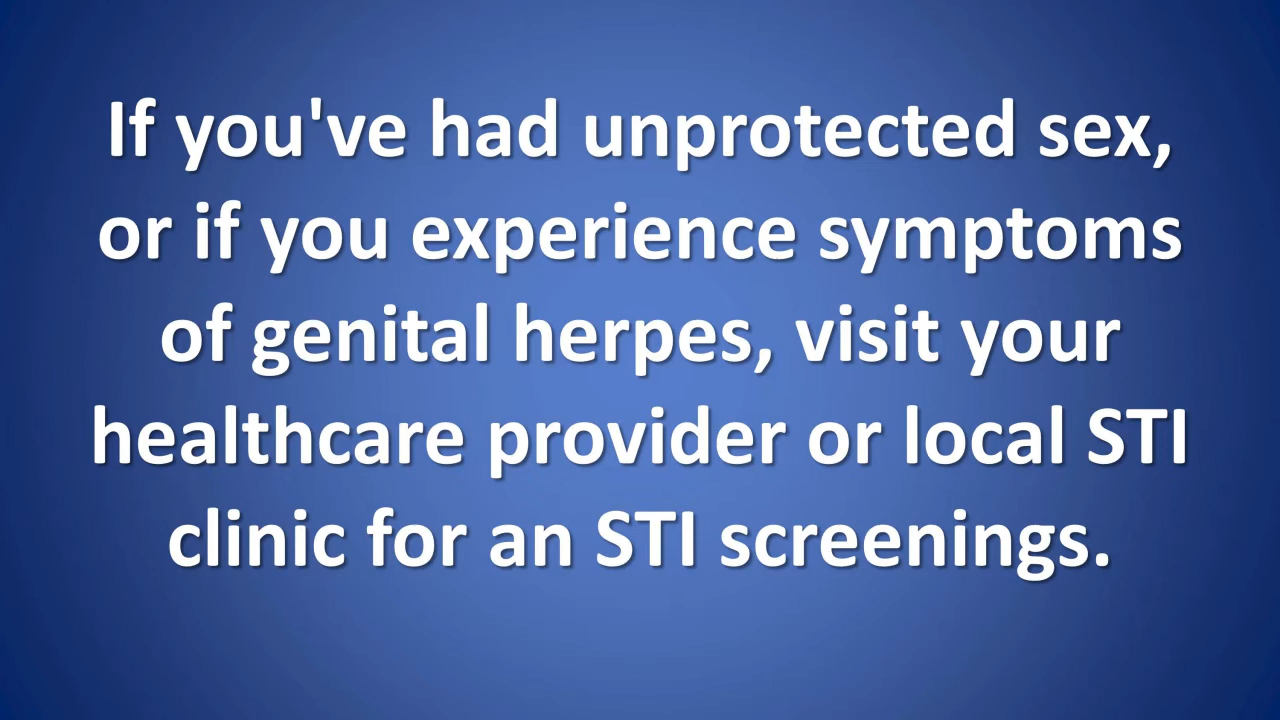 If you've had unprotected sex,
or if you experience symptoms
of genital herpes, visit your
healthcare provider or local STI
clinic for an STI screenings.